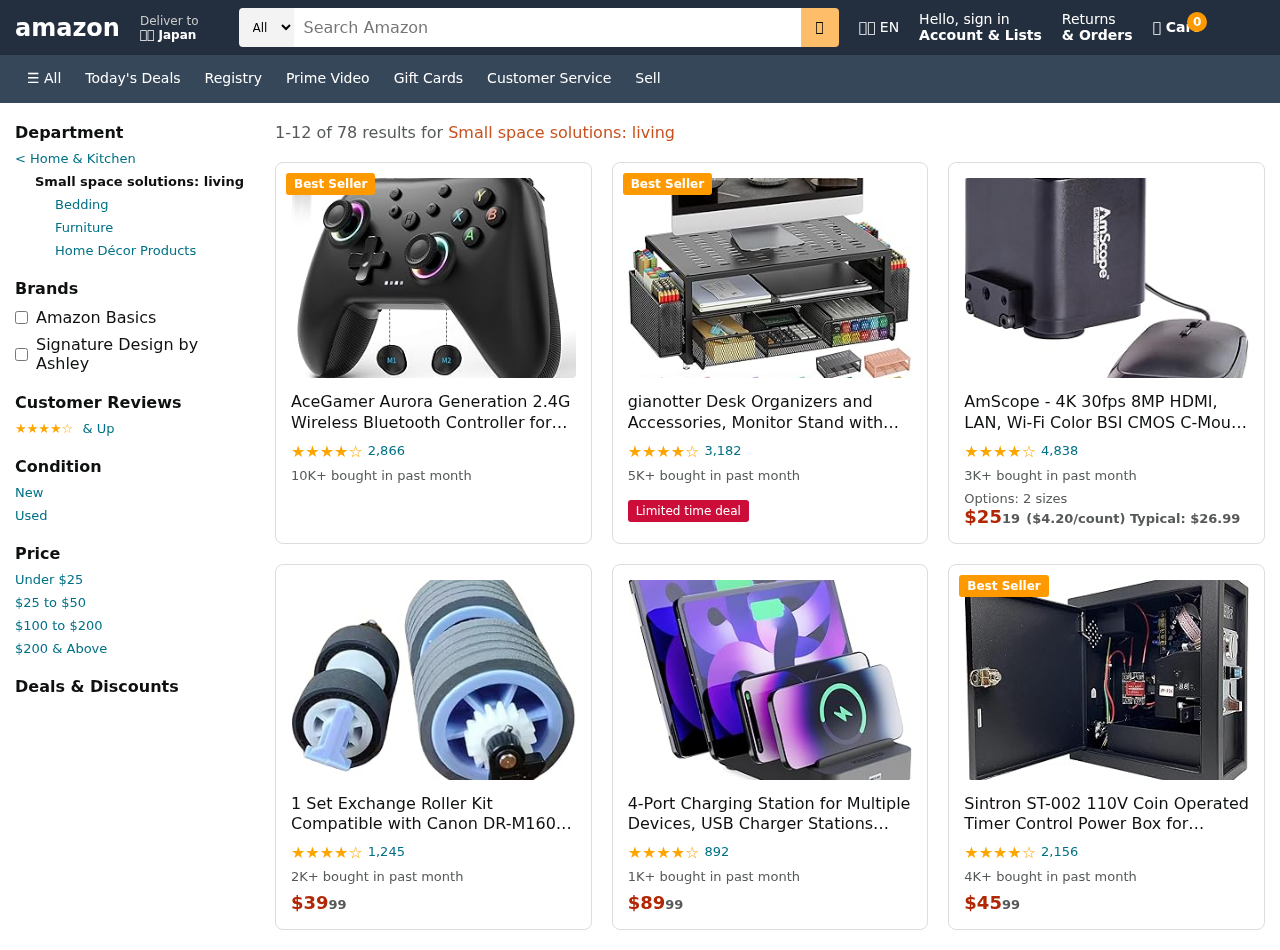 amazon
Deliver to
Japan
All
Search Amazon
EN
Hello, sign in
Account & Lists
Returns
& Orders
0
☰ All
Today's Deals
Registry
Prime Video
Gift Cards
Customer Service
Sell
Department
< Home & Kitchen
Small space solutions: living
Bedding
Furniture
Home Décor Products
Brands
Amazon Basics
Signature Design by
Ashley
Customer Reviews
★★★★☆ & Up
Condition
New
Used
Price
Under $25
$25 to $50
$100 to $200
$200 & Above
Deals & Discounts
1-12 of 78 results for Small space solutions: living
Best Seller
Y
X
B
A
H
M1
M2
AceGamer Aurora Generation 2.4G
Wireless Bluetooth Controller for…
★★★★☆ 2,866
10K+ bought in past month
Best Seller
gianotter Desk Organizers and
Accessories, Monitor Stand with…
★★★★☆ 3,182
5K+ bought in past month
Limited time deal
AmScope
AmScope - 4K 30fps 8MP HDMI,
LAN, Wi-Fi Color BSI CMOS C-Mou…
★★★★☆ 4,838
3K+ bought in past month
Options: 2 sizes
$25 19 ($4.20/count) Typical: $26.99
1 Set Exchange Roller Kit
Compatible with Canon DR-M160…
★★★★☆ 1,245
2K+ bought in past month
$39 99
4-Port Charging Station for Multiple
Devices, USB Charger Stations…
★★★★☆ 892
1K+ bought in past month
$89 99
Best Seller
Sintron ST-002 110V Coin Operated
Timer Control Power Box for…
★★★★☆ 2,156
4K+ bought in past month
$45 99